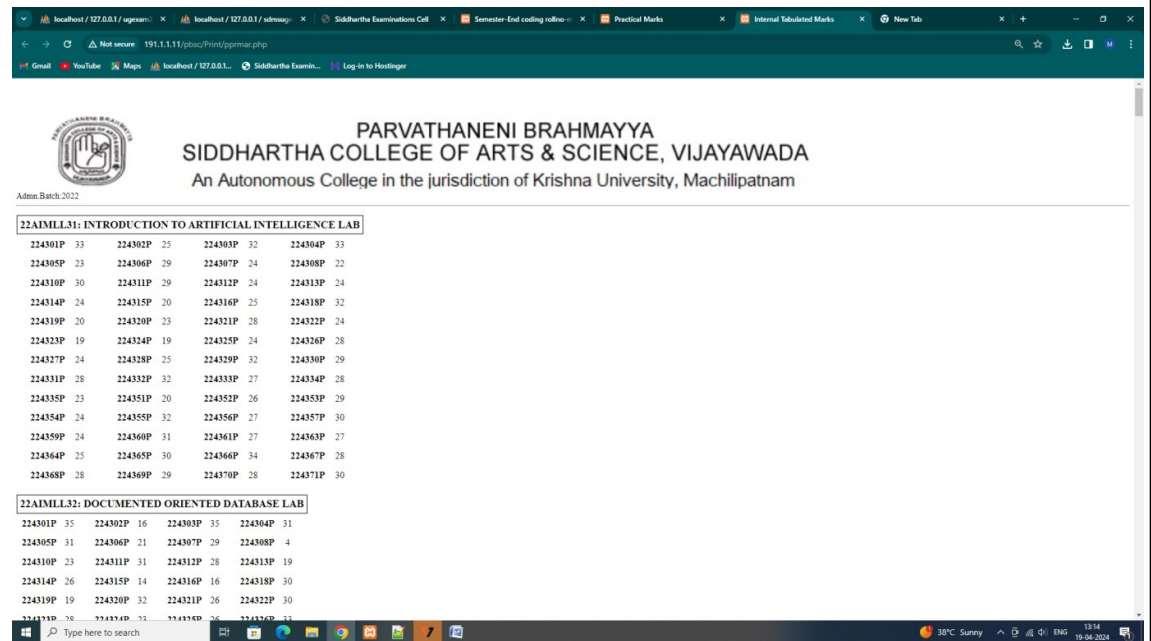 localhost / 127.0.0.1 / ugexam localhost / 127.0.0.1 / sdmsug Siddhartha Examinations Cell Semester-End coding rollno- Practical Marks Internal Tabulated Marks New Tab
Not secure 191.1.1.11/pbsc/Print/pprmar.php
Gmail YouTube Maps localhost / 127.0.0.1... Siddhartha Examin... Log-in to Hostinger
PARVATHANENI BRAHMAYYA
SIDDHARTHA COLLEGE OF ARTS & SCIENCE, VIJAYAWADA
An Autonomous College in the jurisdiction of Krishna University, Machilipatnam
Admn.Batch:2022
22AIMLL31: INTRODUCTION TO ARTIFICIAL INTELLIGENCE LAB
224301P 33 224302P 25 224303P 32 224304P 33
224305P 23 224306P 29 224307P 24 224308P 22
224310P 30 224311P 29 224312P 24 224313P 24
224314P 24 224315P 20 224316P 25 224318P 32
224319P 20 224320P 23 224321P 28 224322P 24
224323P 19 224324P 19 224325P 24 224326P 28
224327P 24 224328P 25 224329P 32 224330P 29
224331P 28 224332P 32 224333P 27 224334P 28
224335P 23 224351P 20 224352P 26 224353P 29
224354P 24 224355P 32 224356P 27 224357P 30
224359P 24 224360P 31 224361P 27 224363P 27
224364P 25 224365P 30 224366P 34 224367P 28
224368P 28 224369P 29 224370P 28 224371P 30
22AIMLL32: DOCUMENTED ORIENTED DATABASE LAB
224301P 35 224302P 16 224303P 35 224304P 31
224305P 31 224306P 21 224307P 29 224308P 4
224310P 23 224311P 31 224312P 28 224313P 19
224314P 26 224315P 14 224316P 16 224318P 30
224319P 19 224320P 32 224321P 26 224322P 30
224323P 28 224324P 23 224325P 26 224326P 33
Type here to search 38°C Sunny ENG 13:14
19-04-2024